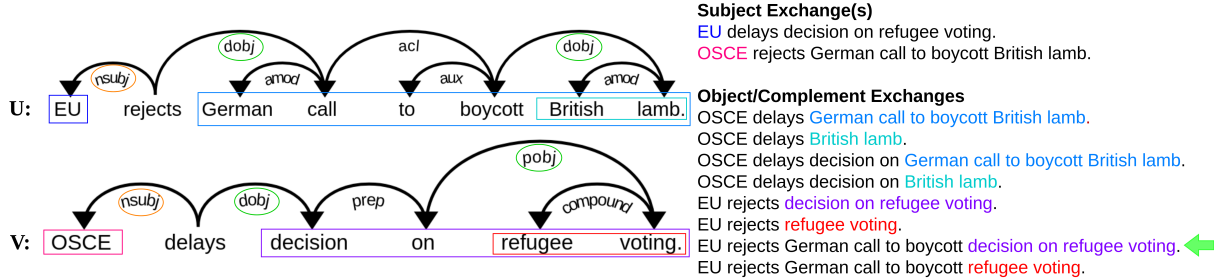 dobj acl dobj
nsubj amod aux amod
U: EU rejects German call to boycott British lamb.
pobj
nsubj dobj prep compound
V: OSCE delays decision on refugee voting.
Subject Exchange(s)
EU delays decision on refugee voting.
OSCE rejects German call to boycott British lamb.
Object/Complement Exchanges
OSCE delays German call to boycott British lamb.
OSCE delays British lamb.
OSCE delays decision on German call to boycott British lamb.
OSCE delays decision on British lamb.
EU rejects decision on refugee voting.
EU rejects refugee voting.
EU rejects German call to boycott decision on refugee voting.
EU rejects German call to boycott refugee voting.